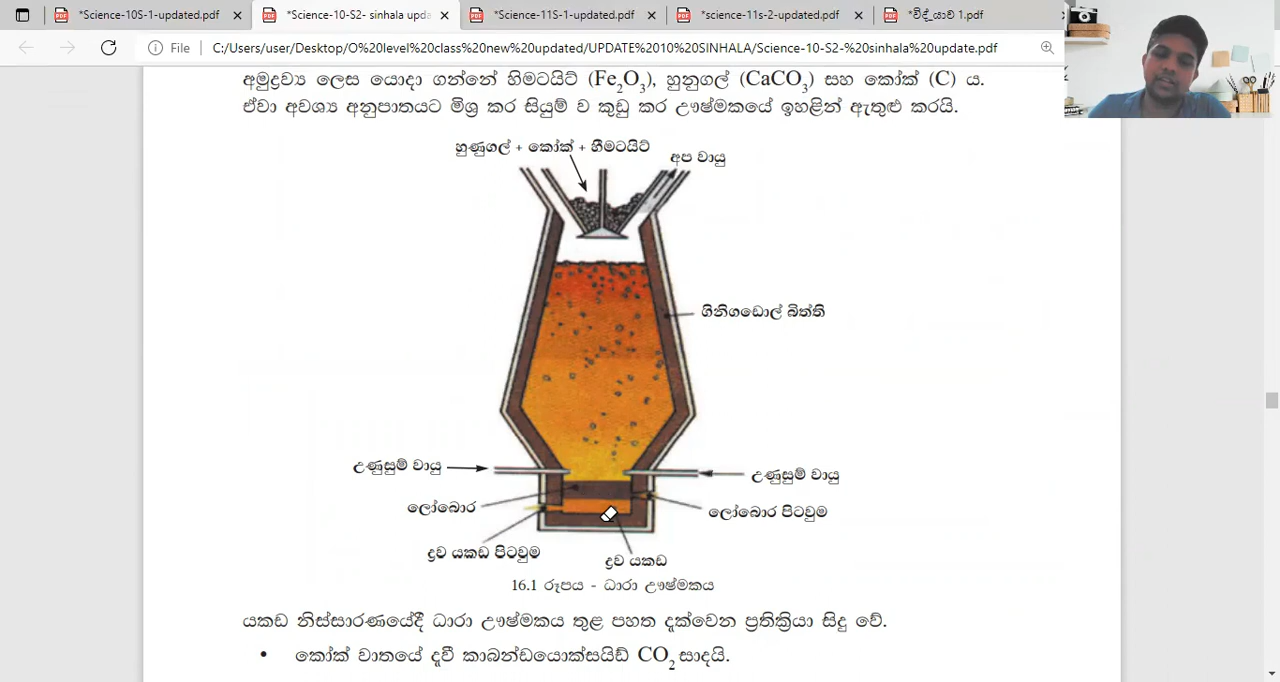 *Science-10S-1-updated.pdf
*Science-10-S2- sinhala upda
*Science-11S-1-updated.pdf
*science-11s-2-updated.pdf
File C:/Users/user/Desktop/O%20level%20class%20new%20updated/UPDATE%2010%20SINHALA/Science-10-S2-%20sinhala%20update.pdf
අමුද්‍රව්‍ය ලෙස යොදා ගන්නේ හිමටයිට් (Fe2O3), හුනුගල් (CaCO3) සහ කෝක් (C) ය.
ඒවා අවශ්‍ය අනුපාතයට මිශ්‍ර කර සියුම් ව කුඩු කර ඌෂ්මකයේ ඉහළින් ඇතුළු කරයි.
හුණුගල් + කෝක් + හීමටයිට්
අප වායු
ගිනිගඩොල් බිත්ති
උණුසුම් වායු
උණුසුම් වායු
ලෝබොර
ලෝබොර පිටවුම
ද්‍රව යකඩ පිටවුම
ද්‍රව යකඩ
16.1 රූපය - ධාරා ඌෂ්මකය
යකඩ නිස්සාරණයේදී ධාරා ඌෂ්මකය තුළ පහත දැක්වෙන ප්‍රතික්‍රියා සිදු වේ.
• කෝක් වාතයේ දැවී කාබන්ඩයොක්සයිඩ් CO2 සාදයි.